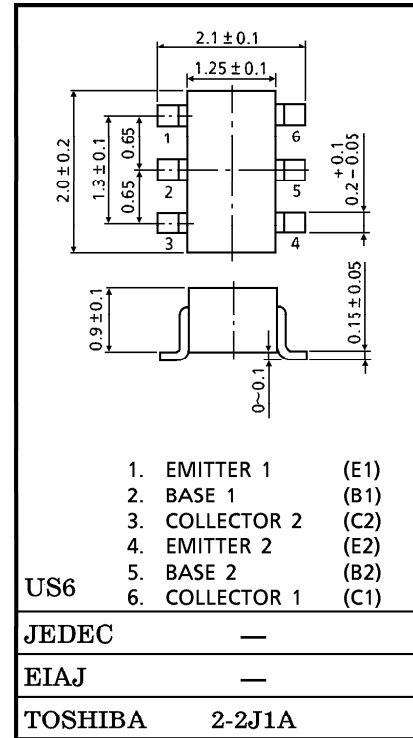 2.1±0.1
1.25±0.1
1
6
2.0±0.2
1.3±0.1
0.65
0.65
2
5
+0.1
0.2-0.05
3
4
0.9±0.1
0.15±0.05
0~0.1
1. EMITTER 1 (E1)
2. BASE 1 (B1)
3. COLLECTOR 2 (C2)
4. EMITTER 2 (E2)
5. BASE 2 (B2)
US6 6. COLLECTOR 1 (C1)
JEDEC —
EIAJ —
TOSHIBA 2-2J1A